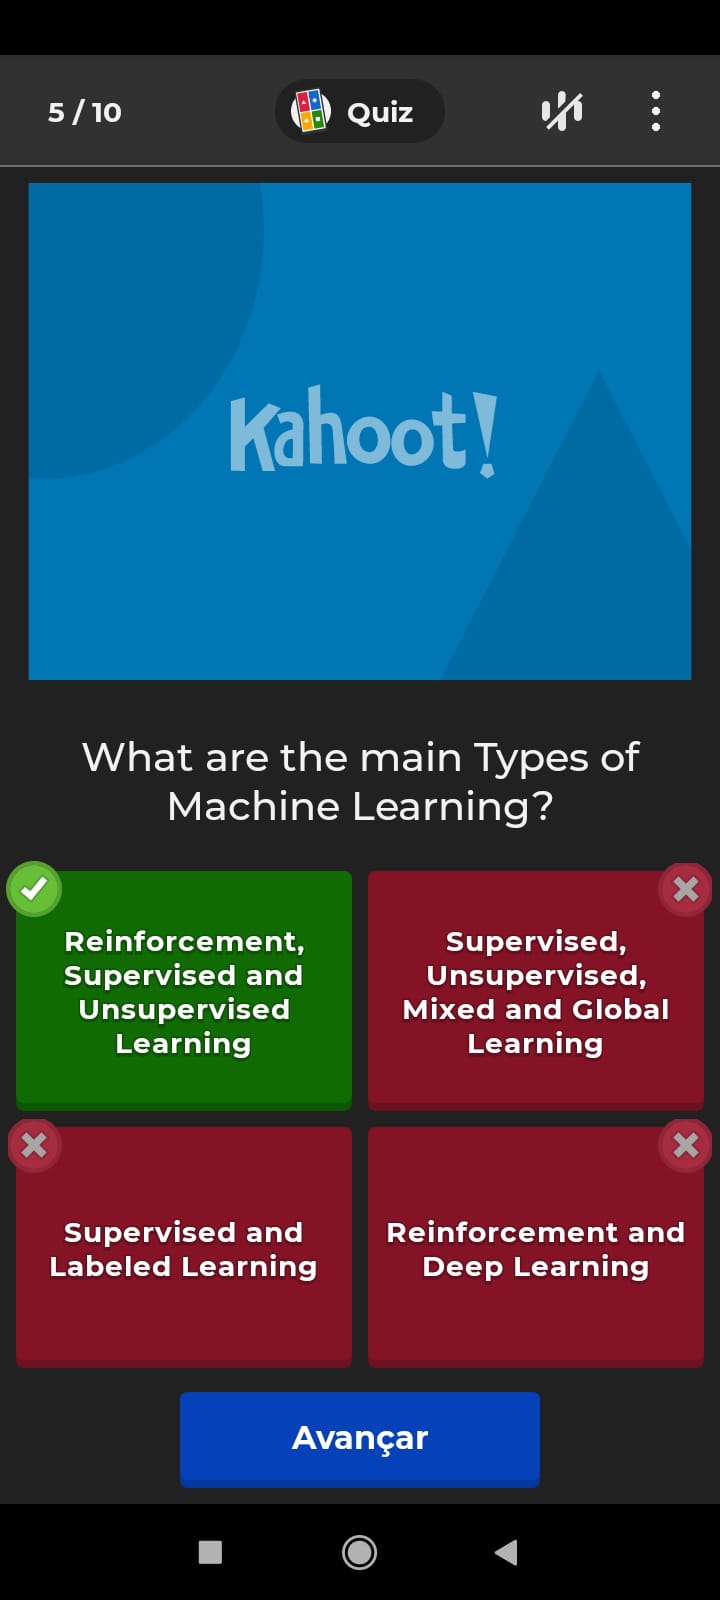 5 / 10
Quiz
Kahoot!
What are the main Types of
Machine Learning?
Reinforcement,
Supervised and
Unsupervised
Learning
Supervised,
Unsupervised,
Mixed and Global
Learning
Supervised and
Labeled Learning
Reinforcement and
Deep Learning
Avançar